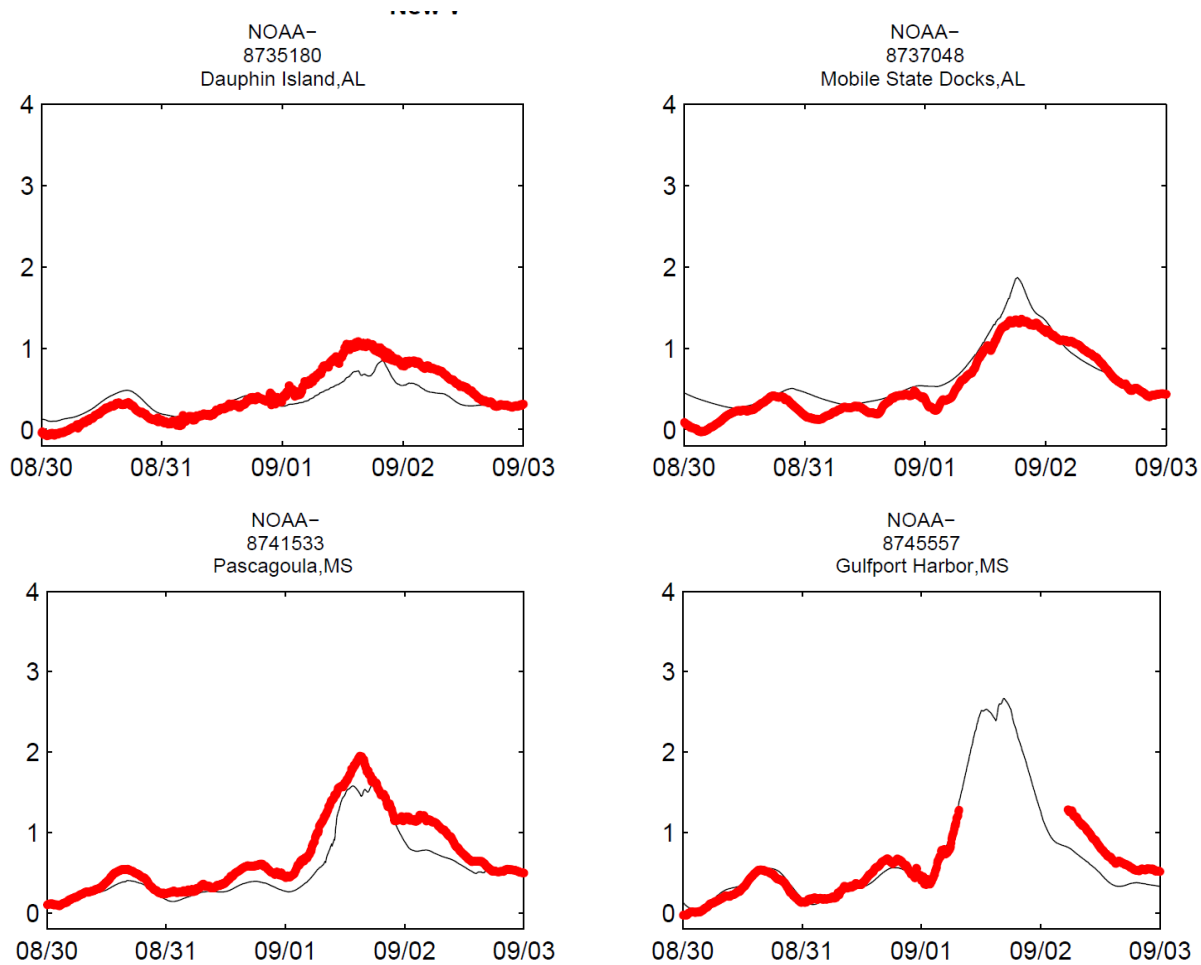 NOAA−
8735180
Dauphin Island,AL
4
3
2
1
0
08/30 08/31 09/01 09/02 09/03
NOAA−
8737048
Mobile State Docks,AL
4
3
2
1
0
08/30 08/31 09/01 09/02 09/03
NOAA−
8741533
Pascagoula,MS
4
3
2
1
0
08/30 08/31 09/01 09/02 09/03
NOAA−
8745557
Gulfport Harbor,MS
4
3
2
1
0
08/30 08/31 09/01 09/02 09/03